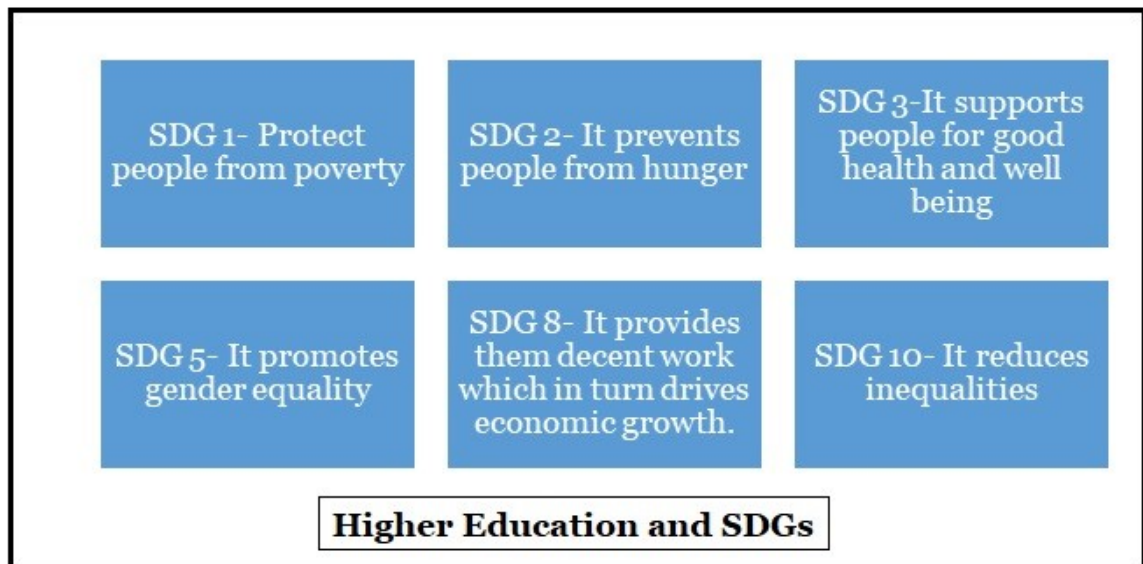 SDG 1- Protect
people from poverty
SDG 2- It prevents
people from hunger
SDG 3-It supports
people for good
health and well
being
SDG 5- It promotes
gender equality
SDG 8- It provides
them decent work
which in turn drives
economic growth.
SDG 10- It reduces
inequalities
Higher Education and SDGs